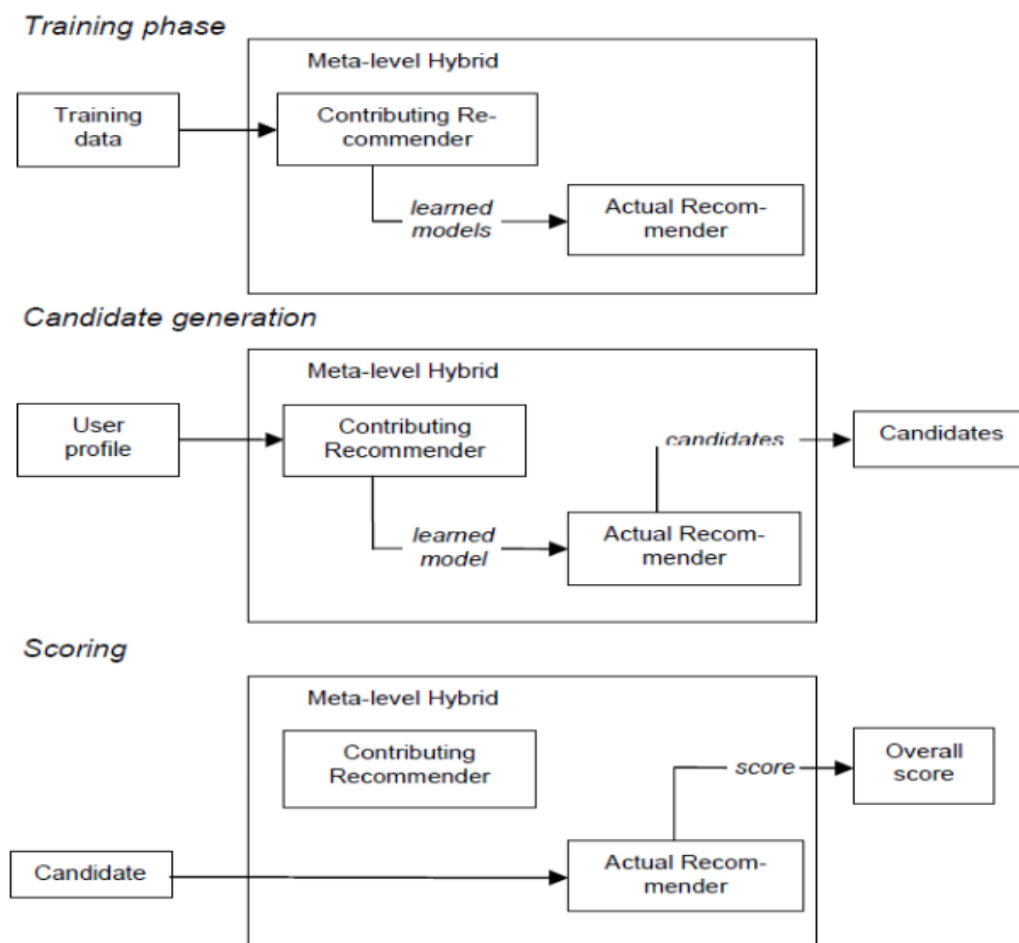 Training phase
Meta-level Hybrid
Training
data
Contributing Re-
commender
learned
models
Actual Recom-
mender
Candidate generation
Meta-level Hybrid
User
profile
Contributing
Recommender
candidates
Candidates
learned
model
Actual Recom-
mender
Scoring
Meta-level Hybrid
Contributing
Recommender
score
Overall
score
Candidate
Actual Recom-
mender